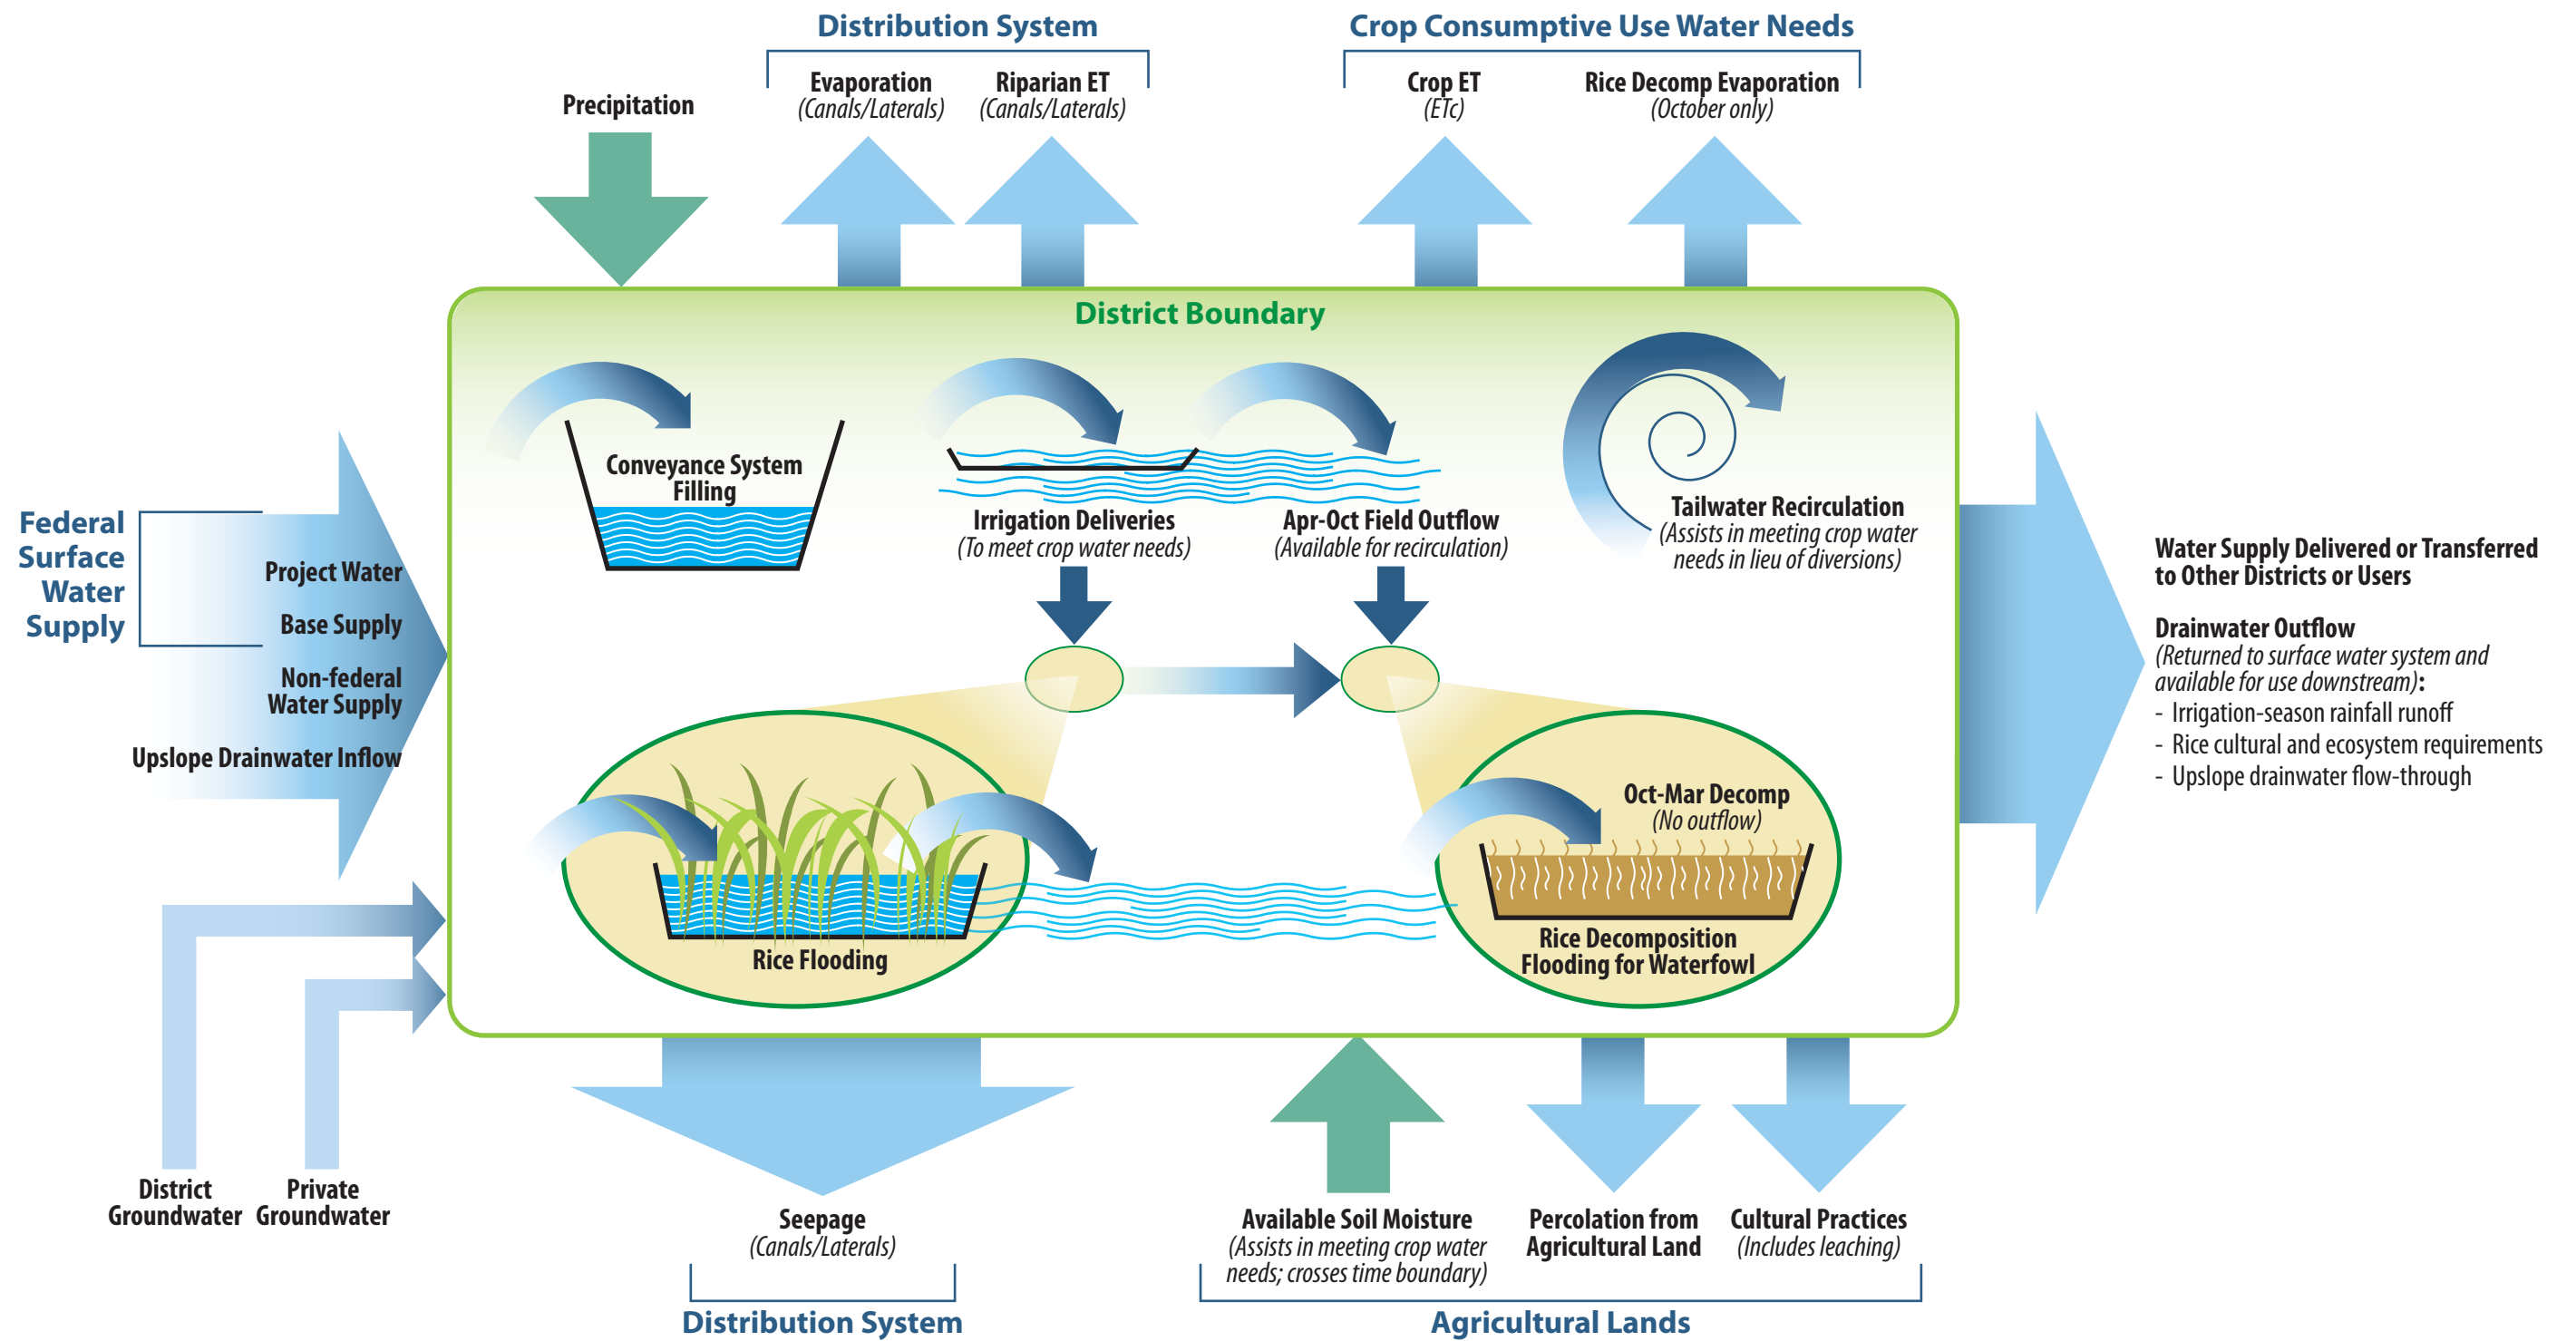 Distribution System
Evaporation
(Canals/Laterals)
Riparian ET
(Canals/Laterals)
Crop Consumptive Use Water Needs
Crop ET
(ETc)
Rice Decomp Evaporation
(October only)
Precipitation
District Boundary
Conveyance System
Filling
Irrigation Deliveries
(To meet crop water needs)
Apr-Oct Field Outflow
(Available for recirculation)
Tailwater Recirculation
(Assists in meeting crop water
needs in lieu of diversions)
Federal
Surface
Water
Supply
Project Water
Base Supply
Non-federal
Water Supply
Upslope Drainwater Inflow
Water Supply Delivered or Transferred
to Other Districts or Users
Drainwater Outflow
(Returned to surface water system and
available for use downstream):
- Irrigation-season rainfall runoff
- Rice cultural and ecosystem requirements
- Upslope drainwater flow-through
Rice Flooding
Oct-Mar Decomp
(No outflow)
Rice Decomposition
Flooding for Waterfowl
District
Groundwater
Private
Groundwater
Seepage
(Canals/Laterals)
Distribution System
Available Soil Moisture
(Assists in meeting crop water
needs; crosses time boundary)
Percolation from
Agricultural Land
Cultural Practices
(Includes leaching)
Agricultural Lands